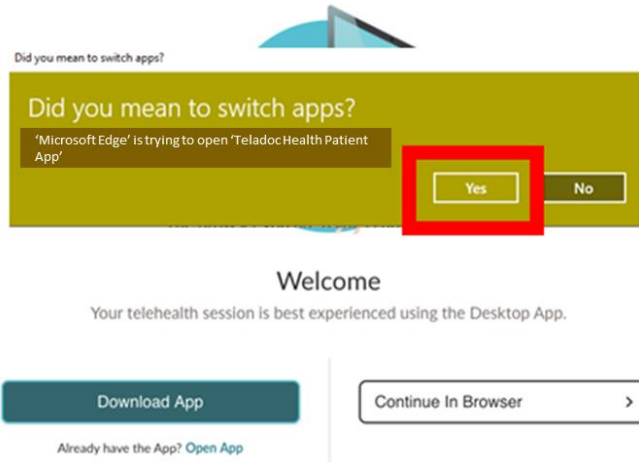 Did you mean to switch apps?
Did you mean to switch apps?
‘Microsoft Edge’ is trying to open ‘Teladoc Health Patient
App’
Yes
No
Welcome
Your telehealth session is best experienced using the Desktop App.
Download App
Continue In Browser
Already have the App? Open App